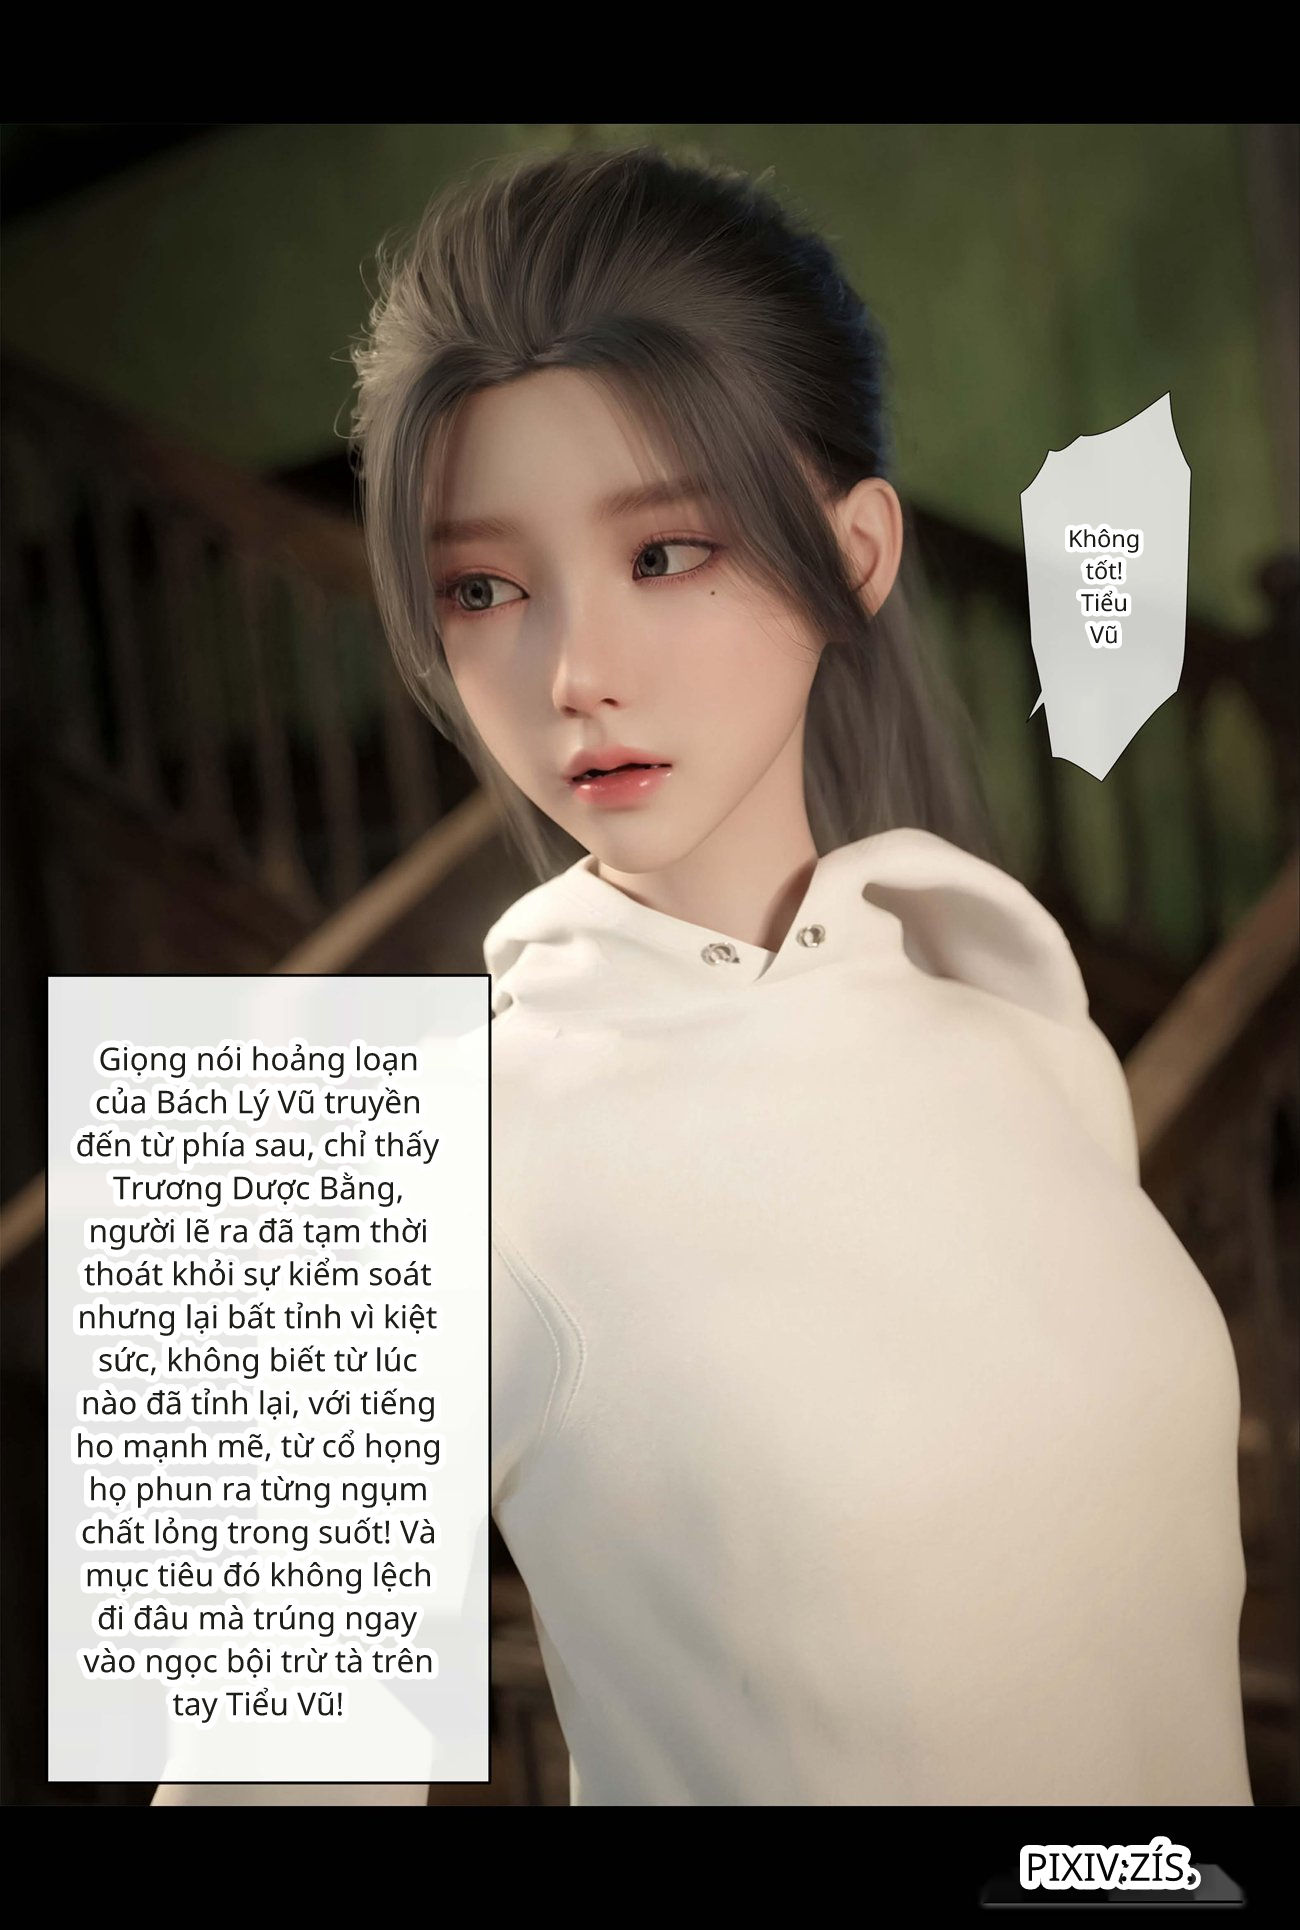 Không
tốt!
Tiểu
Vũ
Giọng nói hoảng loạn
của Bách Lý Vũ truyền
đến từ phía sau, chỉ thấy
Trương Dược Bằng,
người lẽ ra đã tạm thời
thoát khỏi sự kiểm soát
nhưng lại bất tỉnh vì kiệt
sức, không biết từ lúc
nào đã tỉnh lại, với tiếng
ho mạnh mẽ, từ cổ họng
họ phun ra từng ngụm
chất lỏng trong suốt! Và
mục tiêu đó không lệch
đi đâu mà trúng ngay
vào ngọc bội trừ tà trên
tay Tiểu Vũ!
PIXIV:ZÍS,